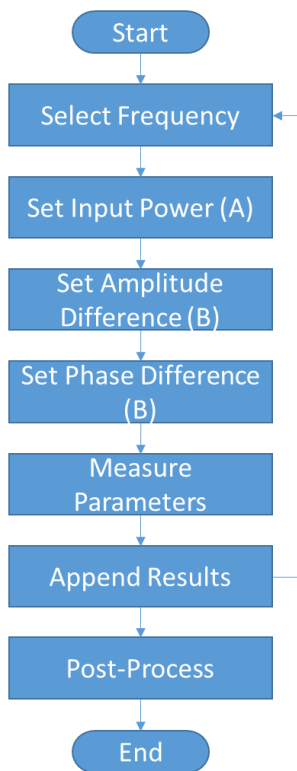 Start
Select Frequency
Set Input Power (A)
Set Amplitude
Difference (B)
Set Phase Difference
(B)
Measure
Parameters
Append Results
Post-Process
End